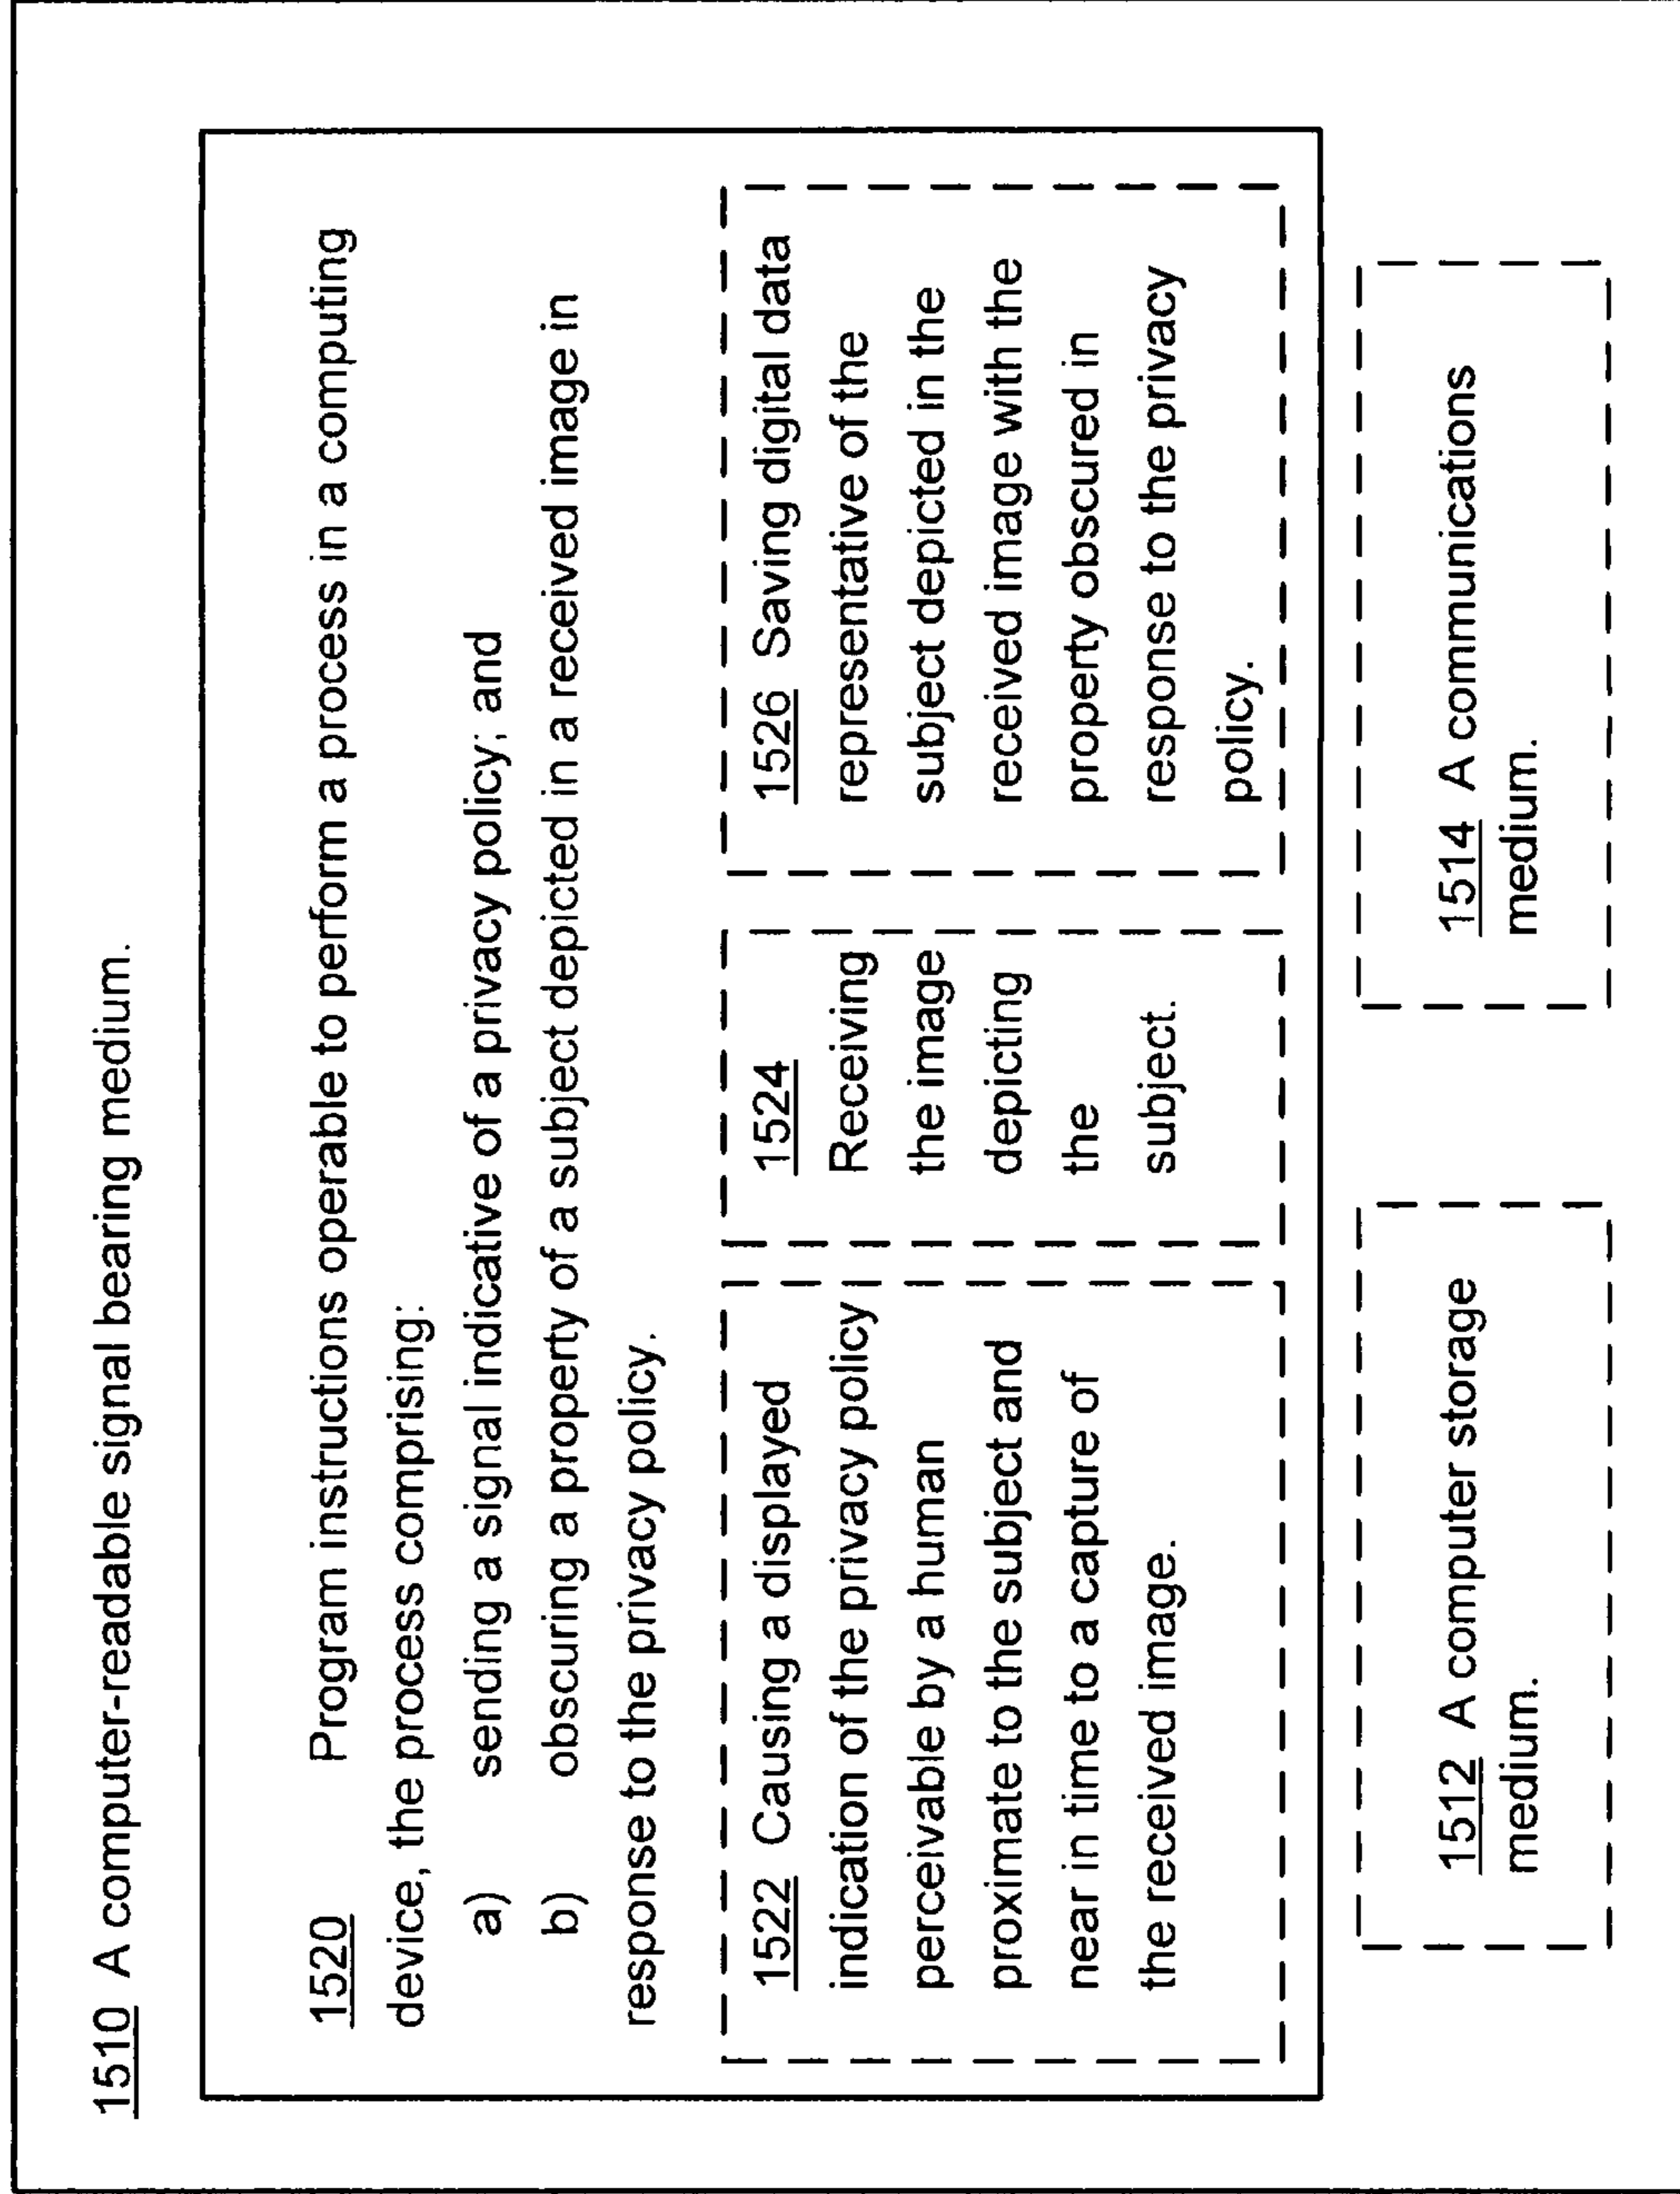 1510 A computer-readable signal bearing medium.
1520 Program instructions operable to perform a process in a computing
device, the process comprising:
a) sending a signal indicative of a privacy policy; and
b) obscuring a property of a subject depicted in a received image in
response to the privacy policy.
1522 Causing a displayed
indication of the privacy policy
perceivable by a human
proximate to the subject and
near in time to a capture of
the received image.
1524
Receiving
the image
depicting
the
subject.
1526 Saving digital data
representative of the
subject depicted in the
received image with the
property obscured in
response to the privacy
policy.
1512 A computer storage
medium.
1514 A communications
medium.